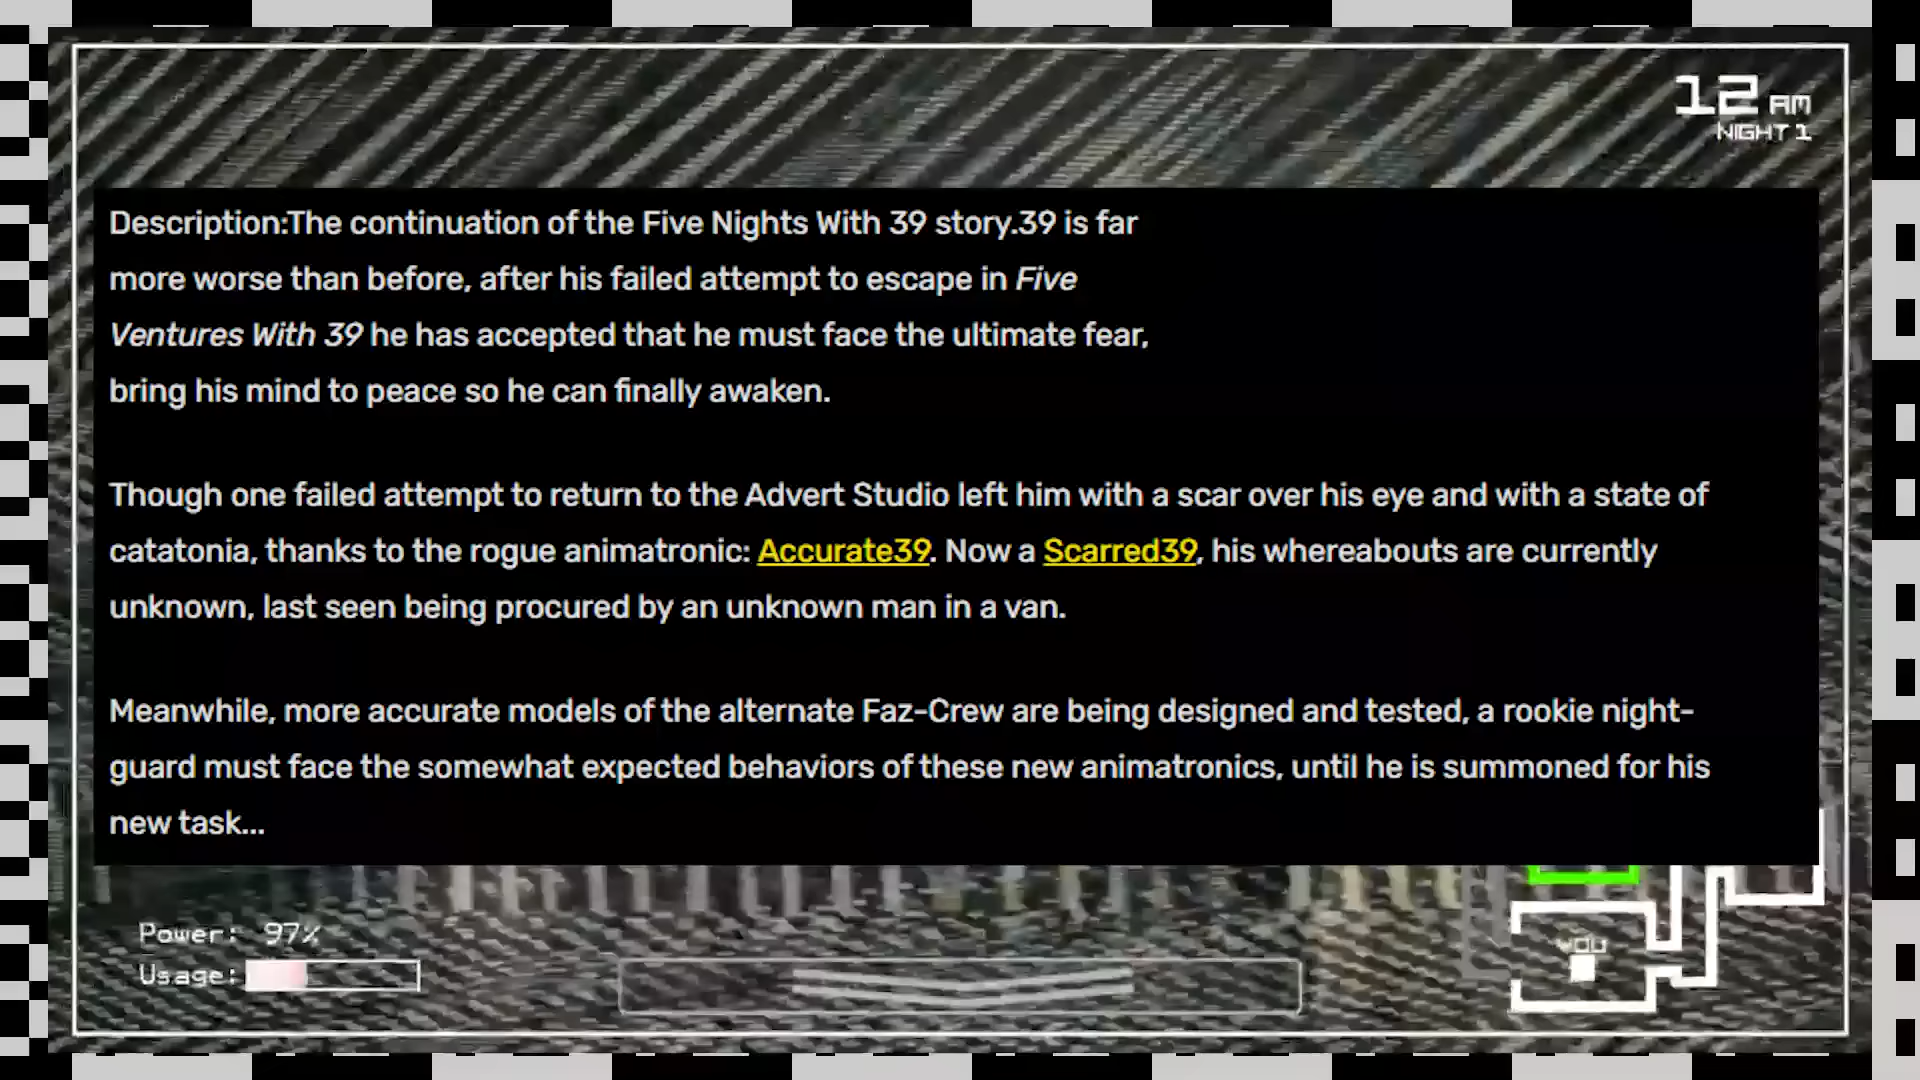 12 AM
NIGHT 1
Description:The continuation of the Five Nights With 39 story.39 is far
more worse than before, after his failed attempt to escape in Five
Ventures With 39 he has accepted that he must face the ultimate fear,
bring his mind to peace so he can finally awaken.
Though one failed attempt to return to the Advert Studio left him with a scar over his eye and with a state of
catatonia, thanks to the rogue animatronic: Accurate39. Now a Scarred39, his whereabouts are currently
unknown, last seen being procured by an unknown man in a van.
Meanwhile, more accurate models of the alternate Faz-Crew are being designed and tested, a rookie night-
guard must face the somewhat expected behaviors of these new animatronics, until he is summoned for his
new task...
Power: 97%
Usage:
YOU